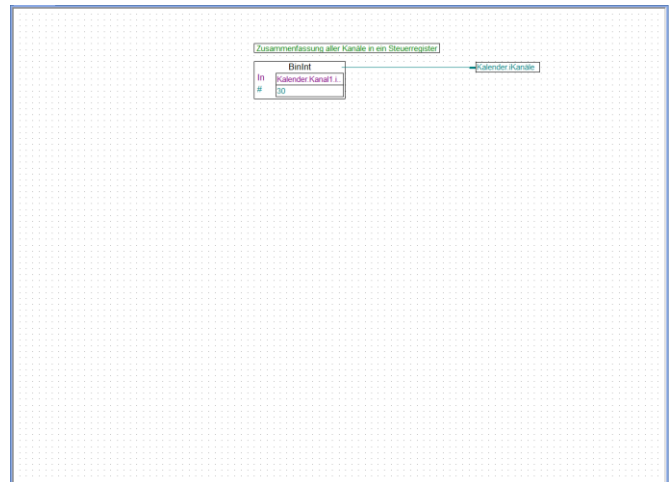 Zusammenfassung aller Kanäle in ein Steuerregister
BinInt
Kalender.iKanäle
In Kalender.Kanal1.i...
# 30